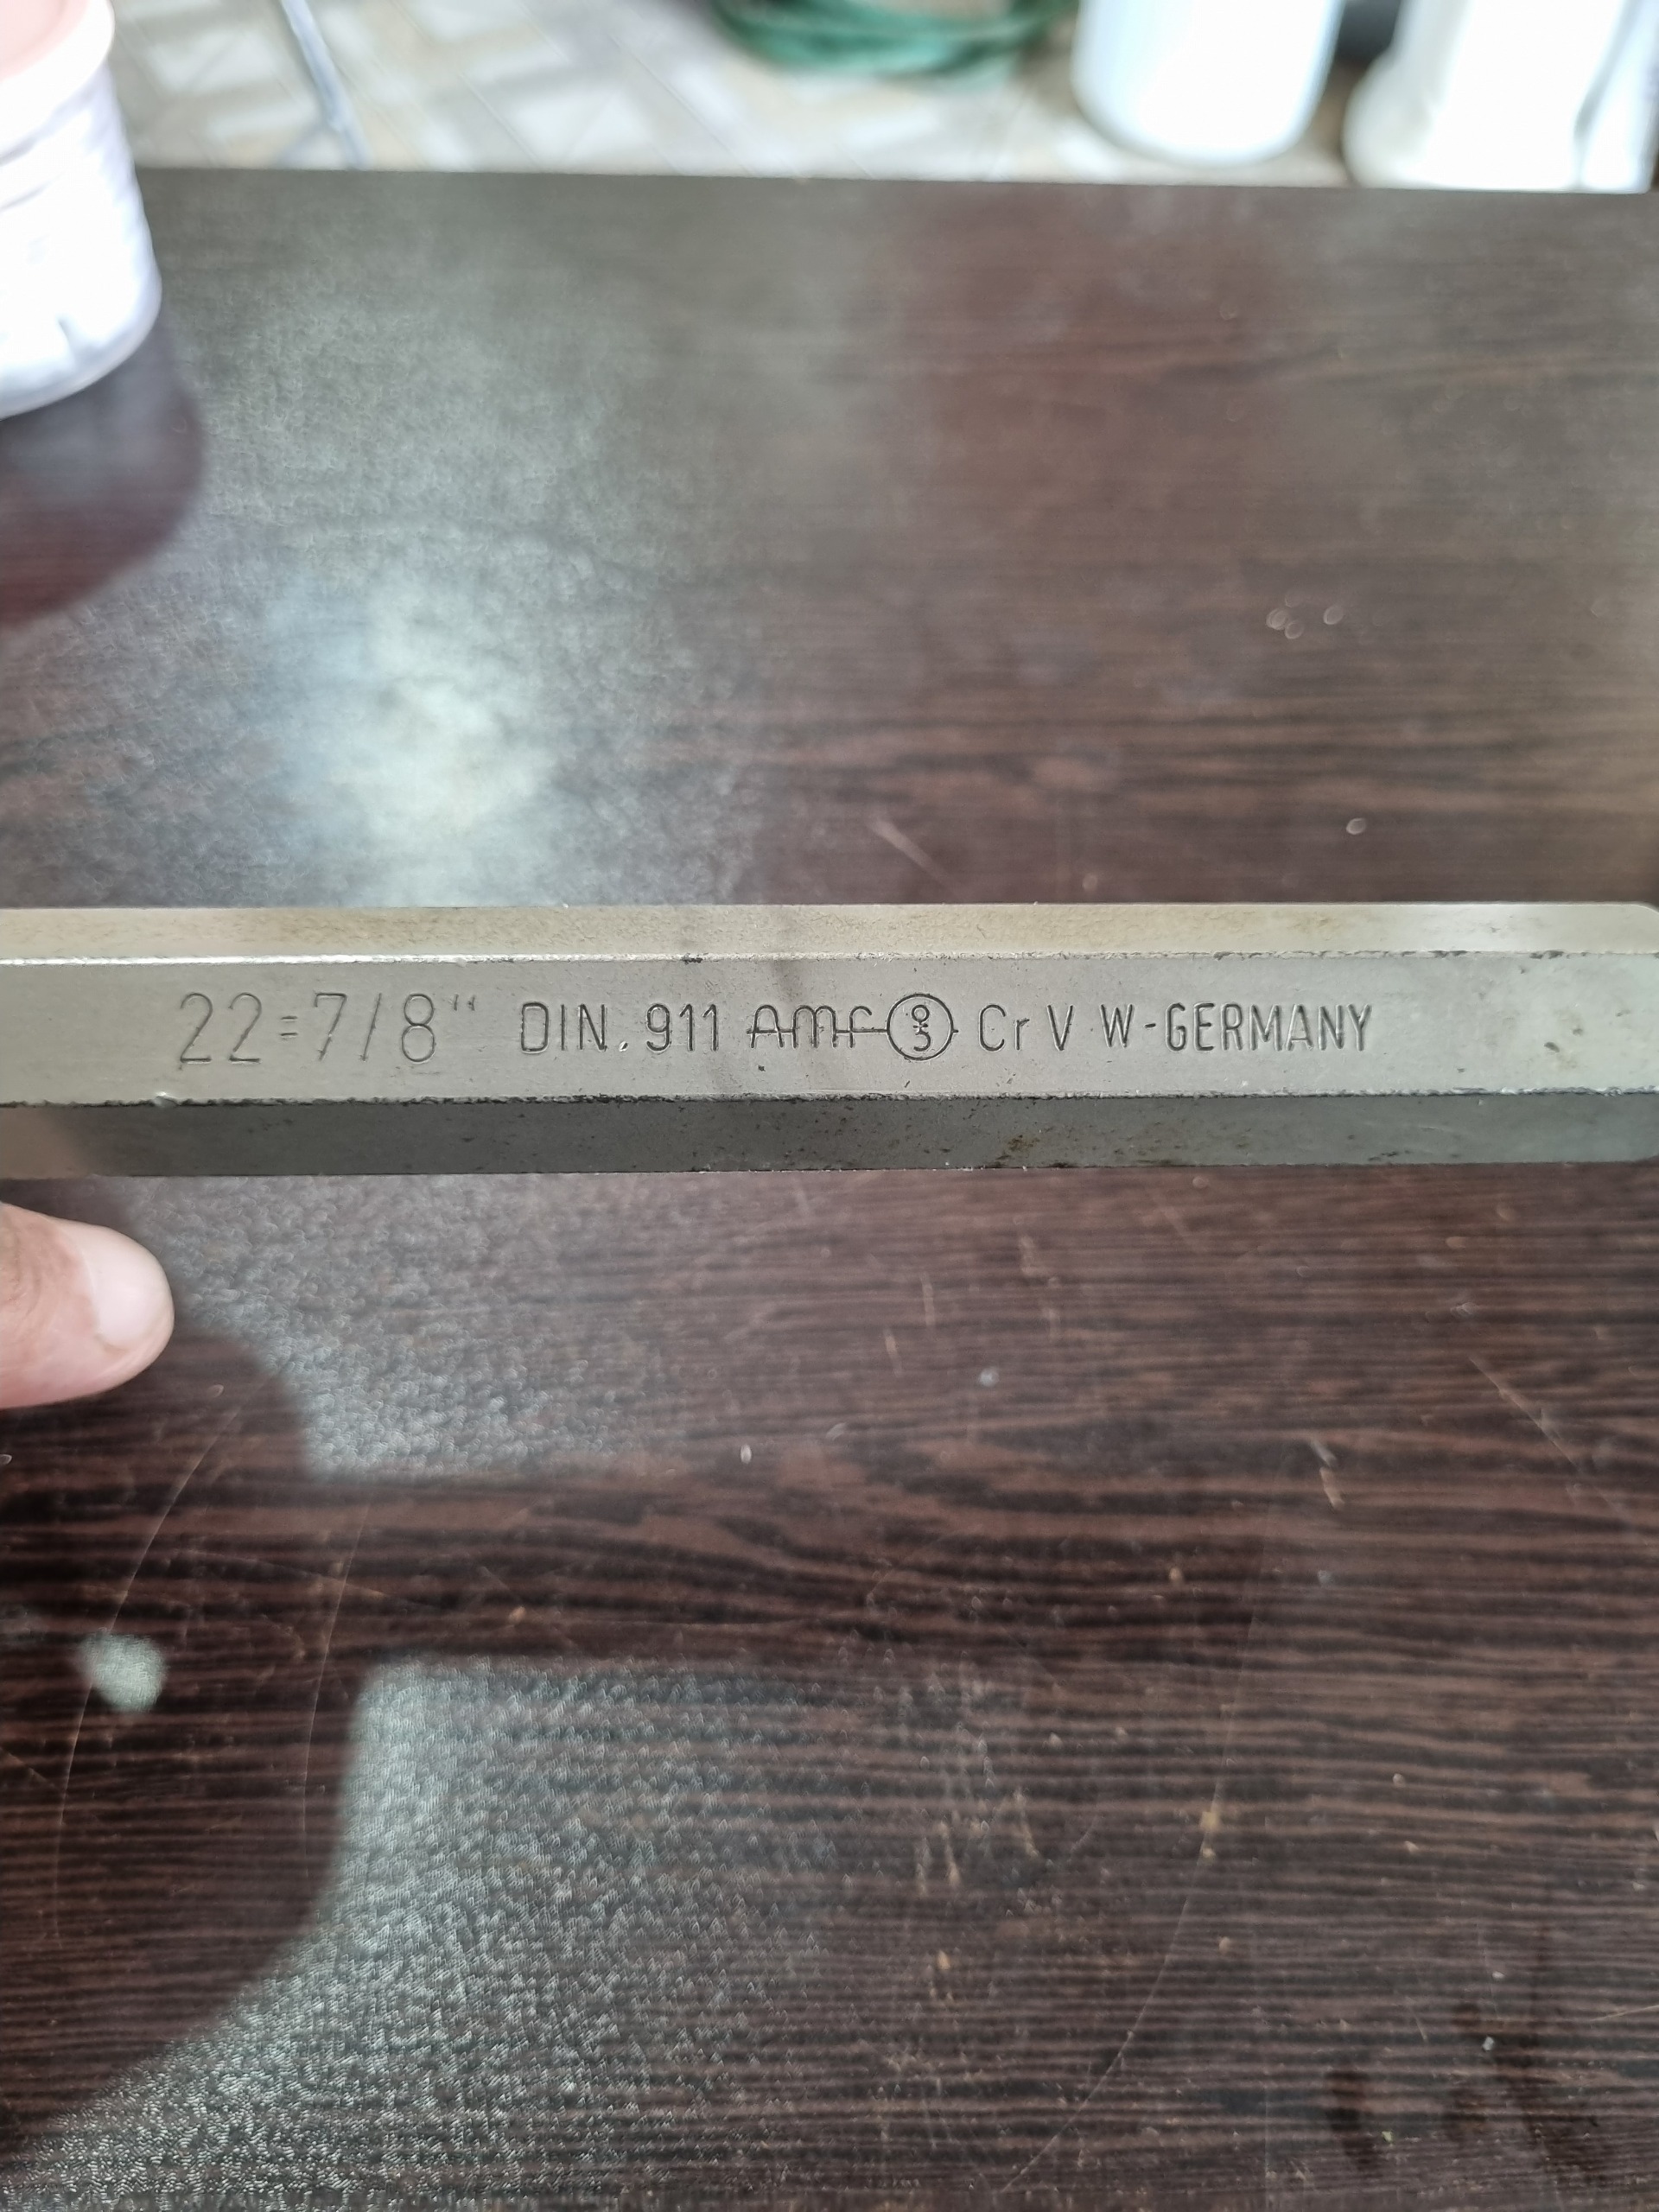 22=7/8" DIN. 911 AMF Cr V W-GERMANY